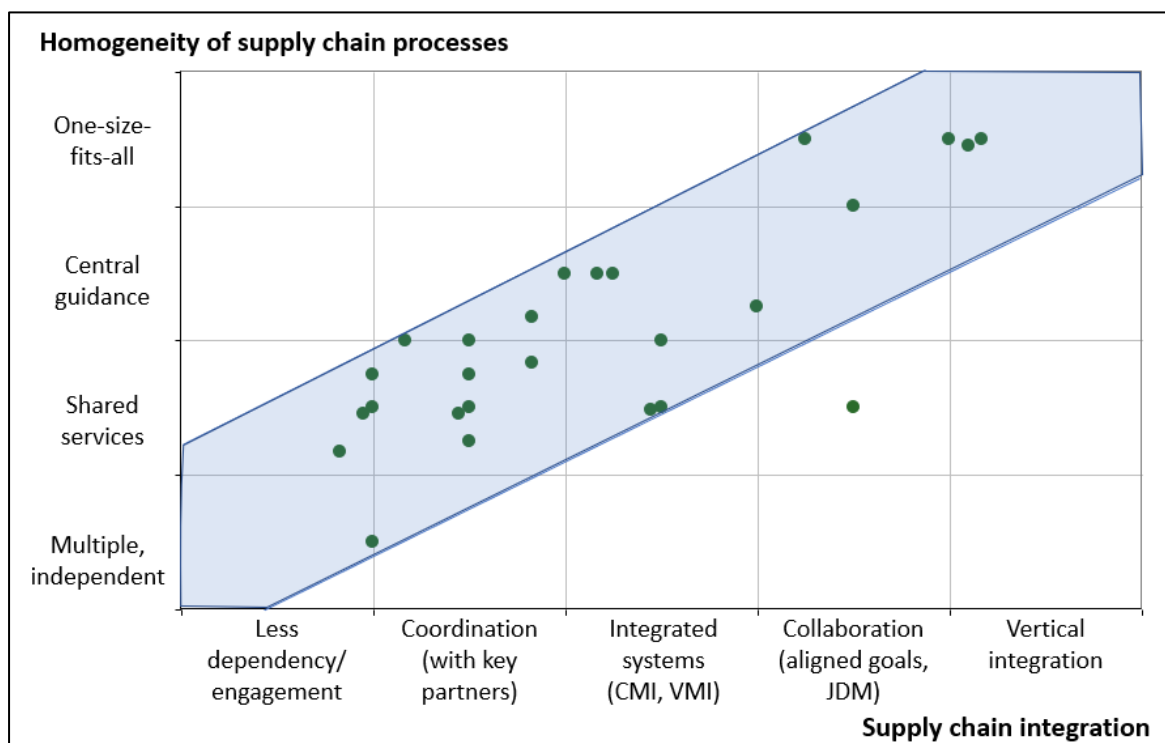 Homogeneity of supply chain processes
One-size-
fits-all
Central
guidance
Shared
services
Multiple,
independent
Less
dependency/
engagement
Coordination
(with key
partners)
Integrated
systems
(CMI, VMI)
Collaboration
(aligned goals,
JDM)
Vertical
integration
Supply chain integration